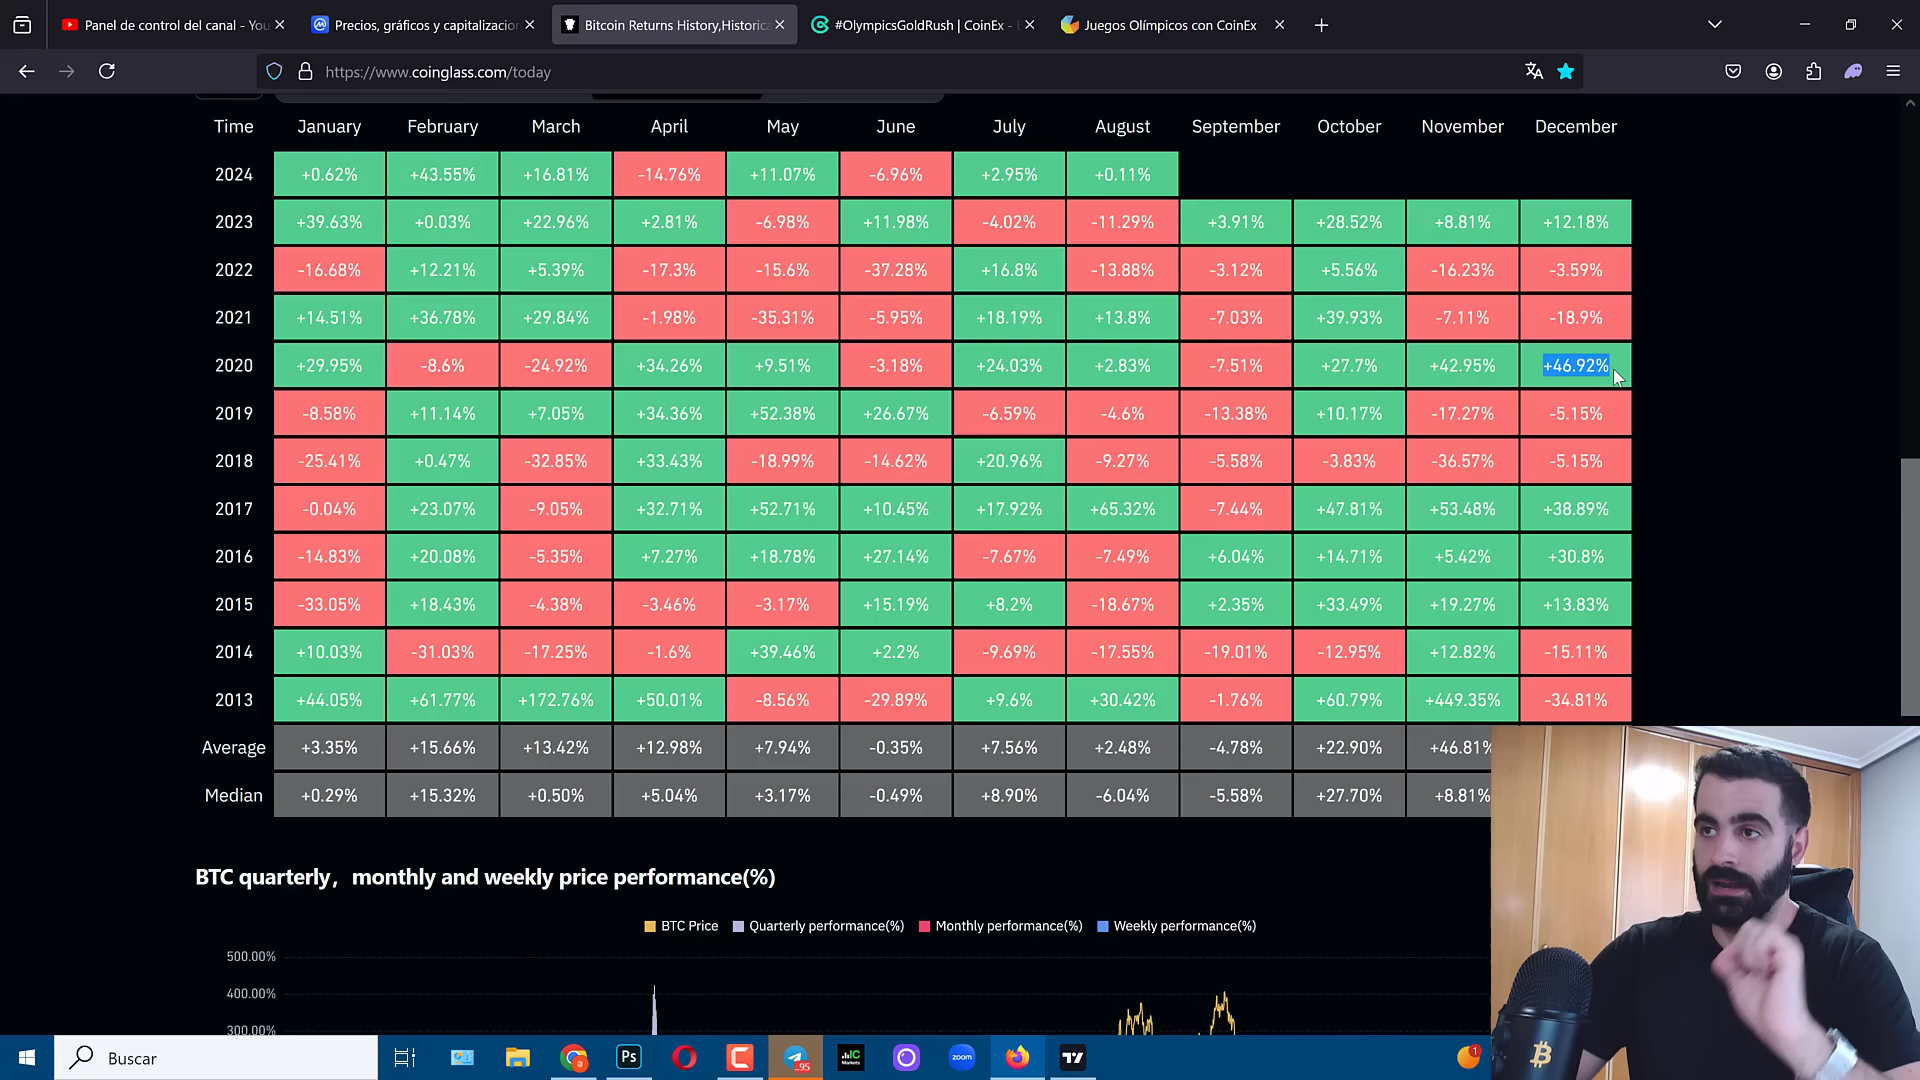 Panel de control del canal - You
Precios, gráficos y capitalizacion
Bitcoin Returns History,Historica
#OlympicsGoldRush | CoinEx -
Juegos Olímpicos con CoinEx
https://www.coinglass.com/today
Time January February March April May June July August September October November December
2024 +0.62% +43.55% +16.81% -14.76% +11.07% -6.96% +2.95% +0.11%
2023 +39.63% +0.03% +22.96% +2.81% -6.98% +11.98% -4.02% -11.29% +3.91% +28.52% +8.81% +12.18%
2022 -16.68% +12.21% +5.39% -17.3% -15.6% -37.28% +16.8% -13.88% -3.12% +5.56% -16.23% -3.59%
2021 +14.51% +36.78% +29.84% -1.98% -35.31% -5.95% +18.19% +13.8% -7.03% +39.93% -7.11% -18.9%
2020 +29.95% -8.6% -24.92% +34.26% +9.51% -3.18% +24.03% +2.83% -7.51% +27.7% +42.95% +46.92%
2019 -8.58% +11.14% +7.05% +34.36% +52.38% +26.67% -6.59% -4.6% -13.38% +10.17% -17.27% -5.15%
2018 -25.41% +0.47% -32.85% +33.43% -18.99% -14.62% +20.96% -9.27% -5.58% -3.83% -36.57% -5.15%
2017 -0.04% +23.07% -9.05% +32.71% +52.71% +10.45% +17.92% +65.32% -7.44% +47.81% +53.48% +38.89%
2016 -14.83% +20.08% -5.35% +7.27% +18.78% +27.14% -7.67% -7.49% +6.04% +14.71% +5.42% +30.8%
2015 -33.05% +18.43% -4.38% -3.46% -3.17% +15.19% +8.2% -18.67% +2.35% +33.49% +19.27% +13.83%
2014 +10.03% -31.03% -17.25% -1.6% +39.46% +2.2% -9.69% -17.55% -19.01% -12.95% +12.82% -15.11%
2013 +44.05% +61.77% +172.76% +50.01% -8.56% -29.89% +9.6% +30.42% -1.76% +60.79% +449.35% -34.81%
Average +3.35% +15.66% +13.42% +12.98% +7.94% -0.35% +7.56% +2.48% -4.78% +22.90% +46.81%
Median +0.29% +15.32% +0.50% +5.04% +3.17% -0.49% +8.90% -6.04% -5.58% +27.70% +8.81%
BTC quarterly，monthly and weekly price performance(%)
BTC Price Quarterly performance(%) Monthly performance(%) Weekly performance(%)
500.00%
400.00%
300.00%
Buscar
Ps
95
IC
Markets
zoom
1